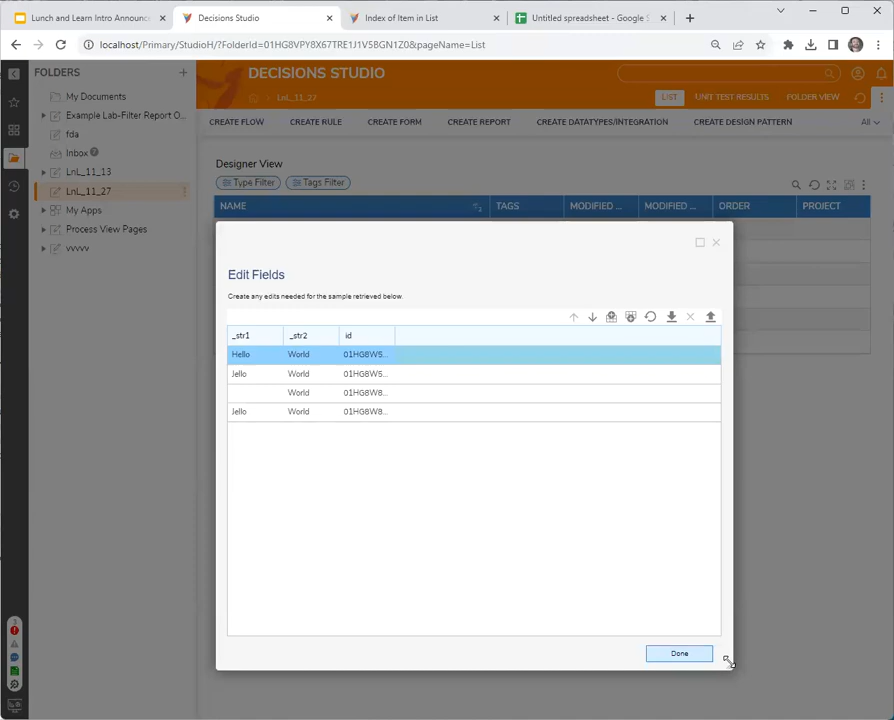 Lunch and Learn Intro Announc
Decisions Studio
Index of Item in List
Untitled spreadsheet - Google S
localhost/Primary/StudioH/?FolderId=01HG8VPY8X67TRE1J1V5BGN1Z0&pageName=List
FOLDERS
DECISIONS STUDIO
My Documents
LnL_11_27
LIST
UNIT TEST RESULTS
FOLDER VIEW
Example Lab-Filter Report O...
CREATE FLOW
CREATE RULE
CREATE FORM
CREATE REPORT
CREATE DATATYPES/INTEGRATION
CREATE DESIGN PATTERN
All
fda
Inbox
LnL_11_13
LnL_11_27
My Apps
Process View Pages
vvvvv
Designer View
Type Filter
Tags Filter
NAME
TAGS
MODIFIED ...
MODIFIED ...
ORDER
PROJECT
Edit Fields
Create any edits needed for the sample retrieved below.
_str1 _str2 id
Hello World 01HG8W5...
Jello World 01HG8W5...
World 01HG8W8...
Jello World 01HG8W8...
Done